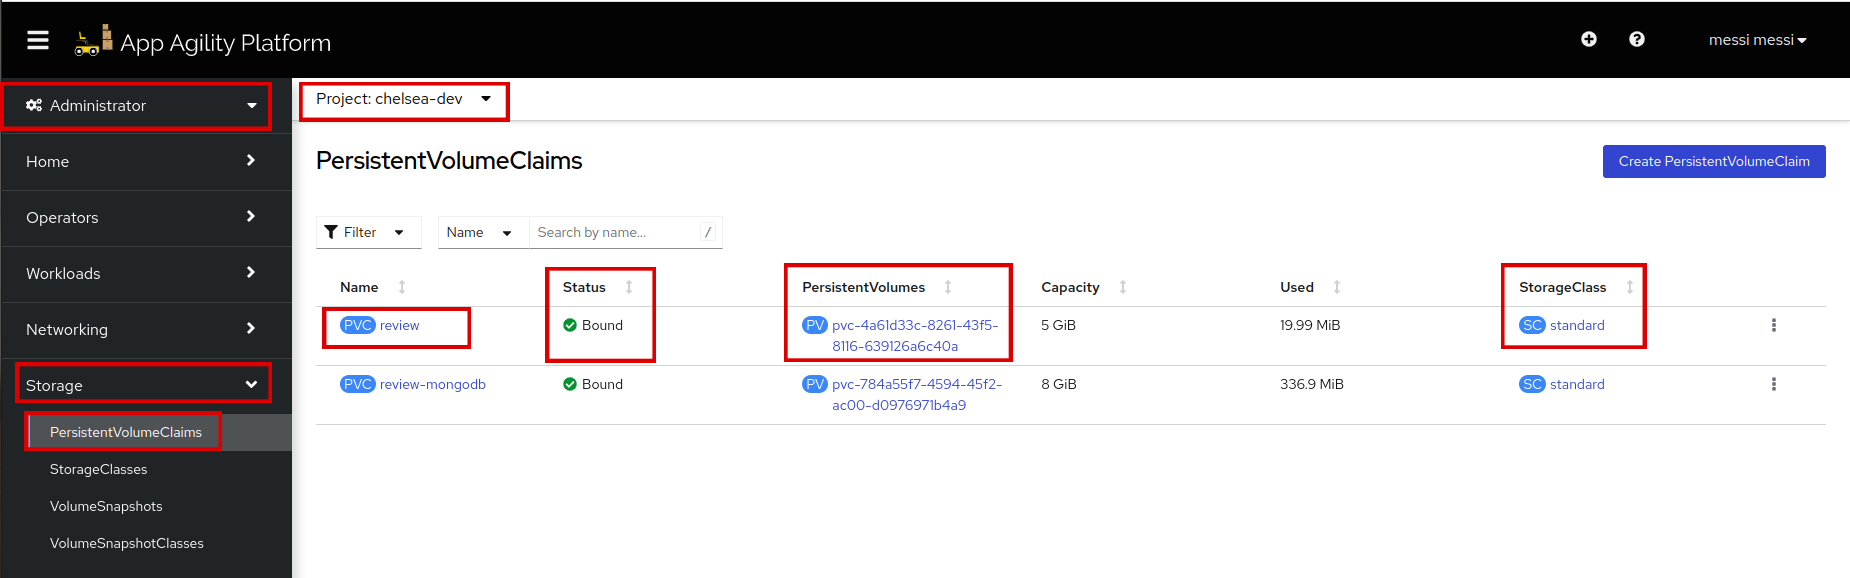 App Agility Platform
messi messi
Administrator
Project: chelsea-dev
Home
Operators
Workloads
Networking
Storage
PersistentVolumeClaims
StorageClasses
VolumeSnapshots
VolumeSnapshotClasses
PersistentVolumeClaims
Create PersistentVolumeClaim
Filter Name Search by name... /
Name Status PersistentVolumes Capacity Used StorageClass
PVC review Bound PV pvc-4a61d33c-8261-43f5- 5 GiB 19.99 MiB SC standard
8116-639126a6c40a
PVC review-mongodb Bound PV pvc-784a55f7-4594-45f2- 8 GiB 336.9 MiB SC standard
ac00-d0976971b4a9